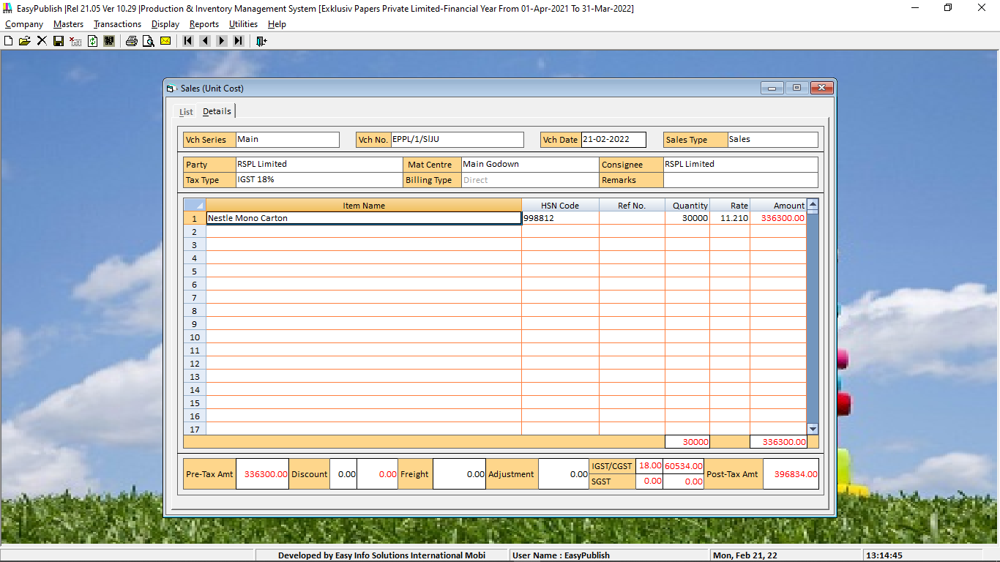 EasyPublish |Rel 21.05 Ver 10.29 |Production & Inventory Management System [Exklusiv Papers Private Limited-Financial Year From 01-Apr-2021 To 31-Mar-2022]
Company Masters Transactions Display Reports Utilities Help
Sales (Unit Cost)
List Details
Vch Series Main Vch No. EPPL/1/SIJU Vch Date 21-02-2022 Sales Type Sales
Party RSPL Limited Mat Centre Main Godown Consignee RSPL Limited
Tax Type IGST 18% Billing Type Direct Remarks
Item Name HSN Code Ref No. Quantity Rate Amount
1 Nestle Mono Carton 998812 30000 11.210 336300.00
2
3
4
5
6
7
8
9
10
11
12
13
14
15
16
17
30000 336300.00
Pre-Tax Amt 336300.00 Discount 0.00 0.00 Freight 0.00 Adjustment 0.00 IGST/CGST 18.00 60534.00 Post-Tax Amt 396834.00
SGST 0.00 0.00
Developed by Easy Info Solutions International Mobi User Name : EasyPublish Mon, Feb 21, 22 13:14:45